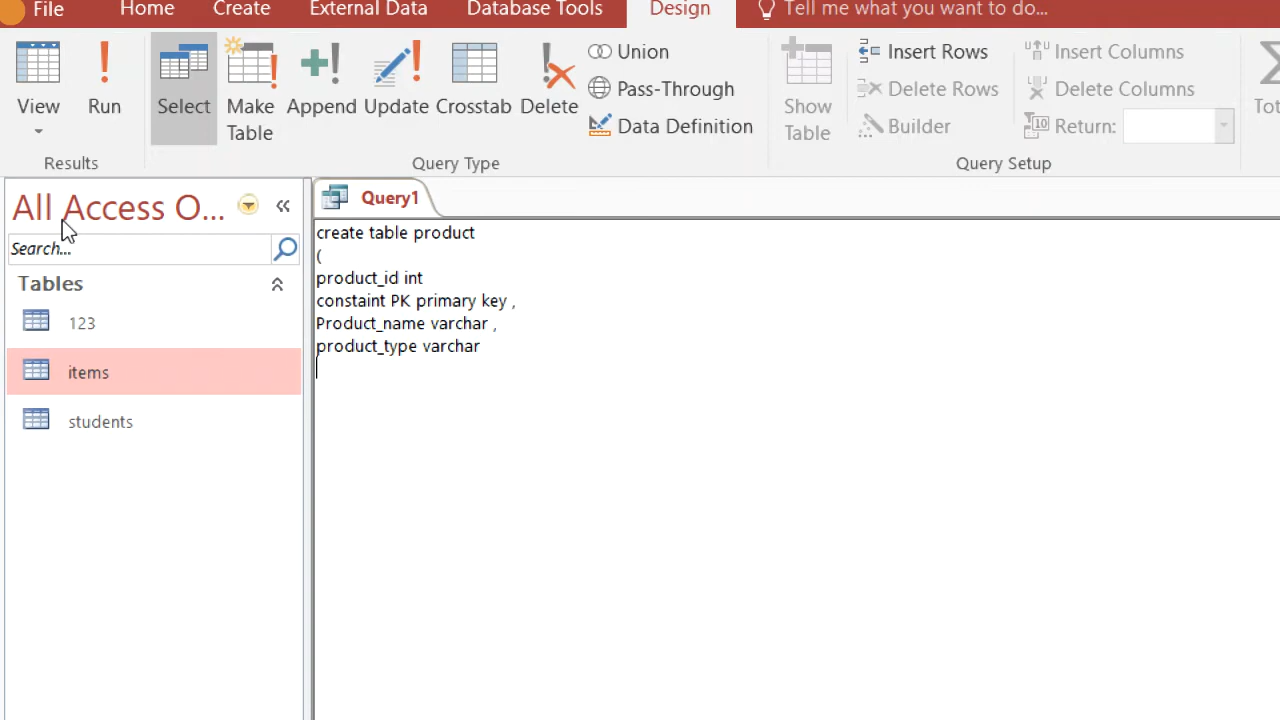 File Home Create External Data Database Tools Design Tell me what you want to do...
View
Run
Select
Make Table
Append
Update
Crosstab
Delete
Union
Pass-Through
Data Definition
Show Table
Insert Rows
Delete Rows
Builder
Insert Columns
Delete Columns
Return:
Results
Query Type
Query Setup
All Access O...
Search...
Tables
123
items
students
Query1
create table product
(
product_id int
constaint PK primary key ,
Product_name varchar ,
product_type varchar